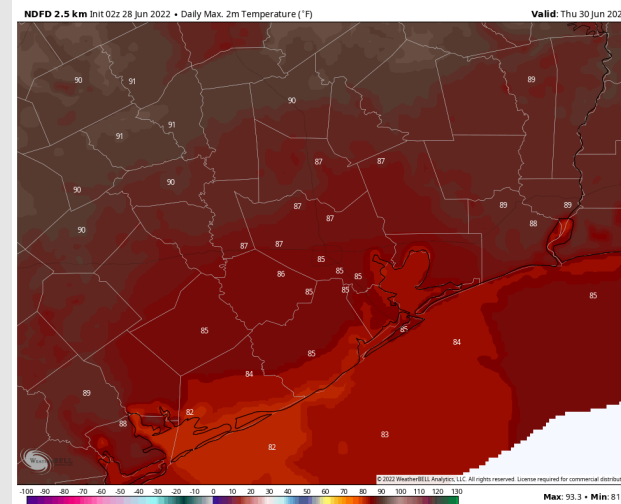 NDFD 2.5 km Init 02z 28 Jun 2022 • Daily Max. 2m Temperature (°F)
Valid: Thu 30 Jun 202
90 91 89
90
91 91
87 87
90 90
87 89 89
87 88
90
87 87
85
86 85 85
85 85 85
85 85 84
85
84
89
82
88
83
82
WeatherBELL
© 2022 WeatherBELL Analytics, LLC. All rights reserved. License required for commercial distribut
-100 -90 -80 -70 -60 -50 -40 -30 -20 -10 0 10 20 30 40 50 60 70 80 90 100 110 120 130
Max: 93.3 • Min: 81